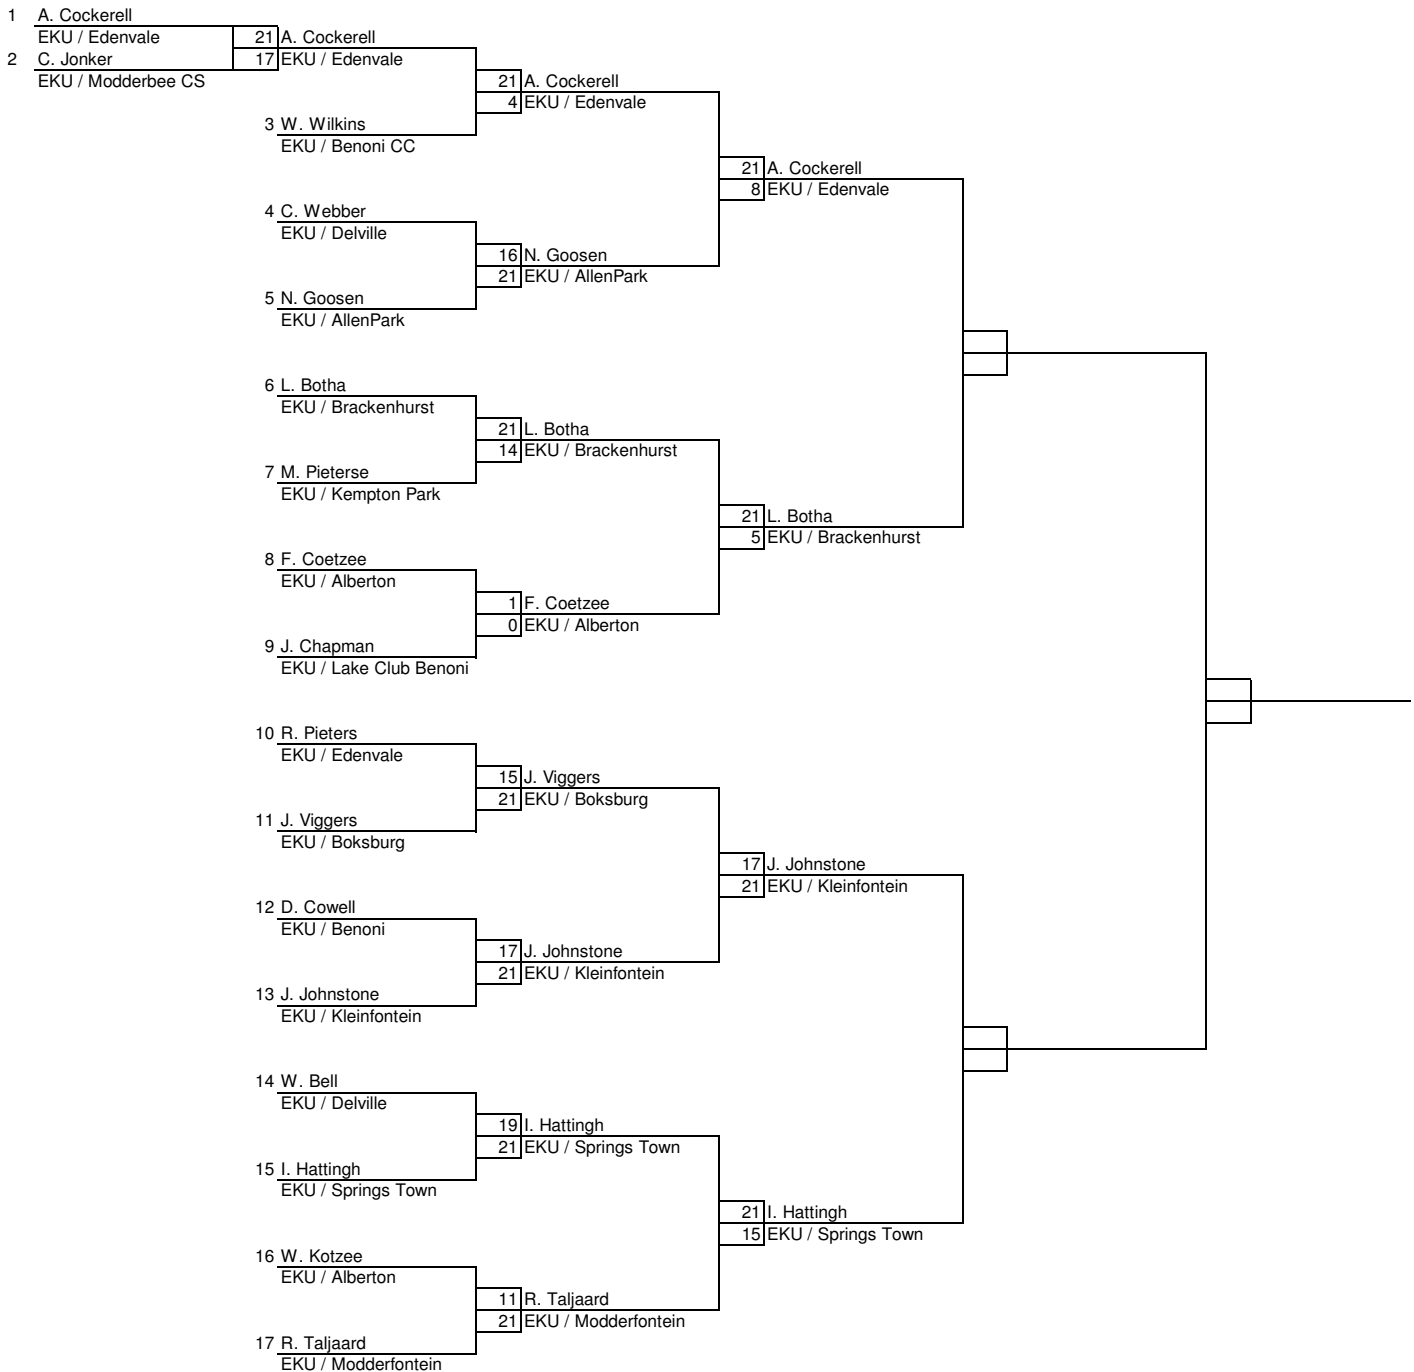 1 A. Cockerell
EKU / Edenvale
21 A. Cockerell
2 C. Jonker
17 EKU / Edenvale
EKU / Modderbee CS
21 A. Cockerell
4 EKU / Edenvale
3 W. Wilkins
EKU / Benoni CC
21 A. Cockerell
8 EKU / Edenvale
4 C. Webber
EKU / Delville
16 N. Goosen
21 EKU / AllenPark
5 N. Goosen
EKU / AllenPark
6 L. Botha
EKU / Brackenhurst
21 L. Botha
14 EKU / Brackenhurst
7 M. Pieterse
EKU / Kempton Park
21 L. Botha
5 EKU / Brackenhurst
8 F. Coetzee
EKU / Alberton
1 F. Coetzee
0 EKU / Alberton
9 J. Chapman
EKU / Lake Club Benoni
10 R. Pieters
EKU / Edenvale
15 J. Viggers
21 EKU / Boksburg
11 J. Viggers
EKU / Boksburg
17 J. Johnstone
21 EKU / Kleinfontein
12 D. Cowell
EKU / Benoni
17 J. Johnstone
21 EKU / Kleinfontein
13 J. Johnstone
EKU / Kleinfontein
14 W. Bell
EKU / Delville
19 I. Hattingh
21 EKU / Springs Town
15 I. Hattingh
EKU / Springs Town
21 I. Hattingh
15 EKU / Springs Town
16 W. Kotzee
EKU / Alberton
11 R. Taljaard
21 EKU / Modderfontein
17 R. Taljaard
EKU / Modderfontein